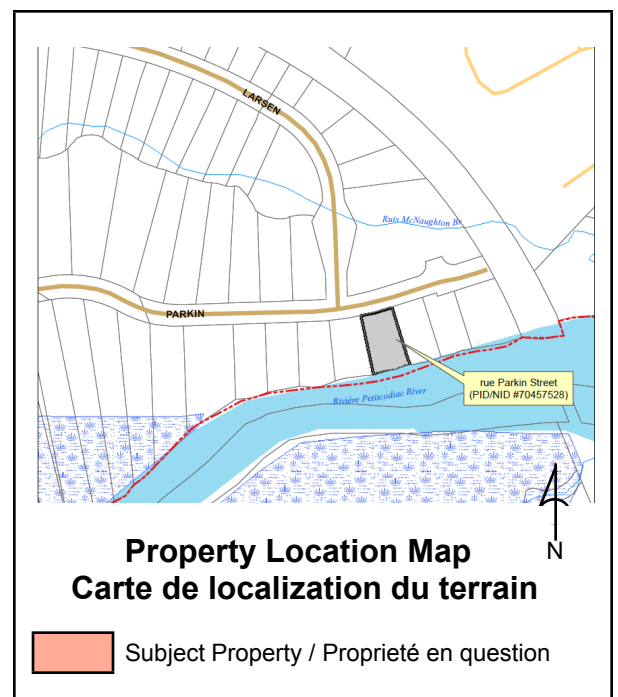 LARSEN
Ruis McNaughton Br
PARKIN
rue Parkin Street
(PID/NID #70457528)
Rivière Petitcodiac River
N
Property Location Map
Carte de localization du terrain
Subject Property / Proprieté en question